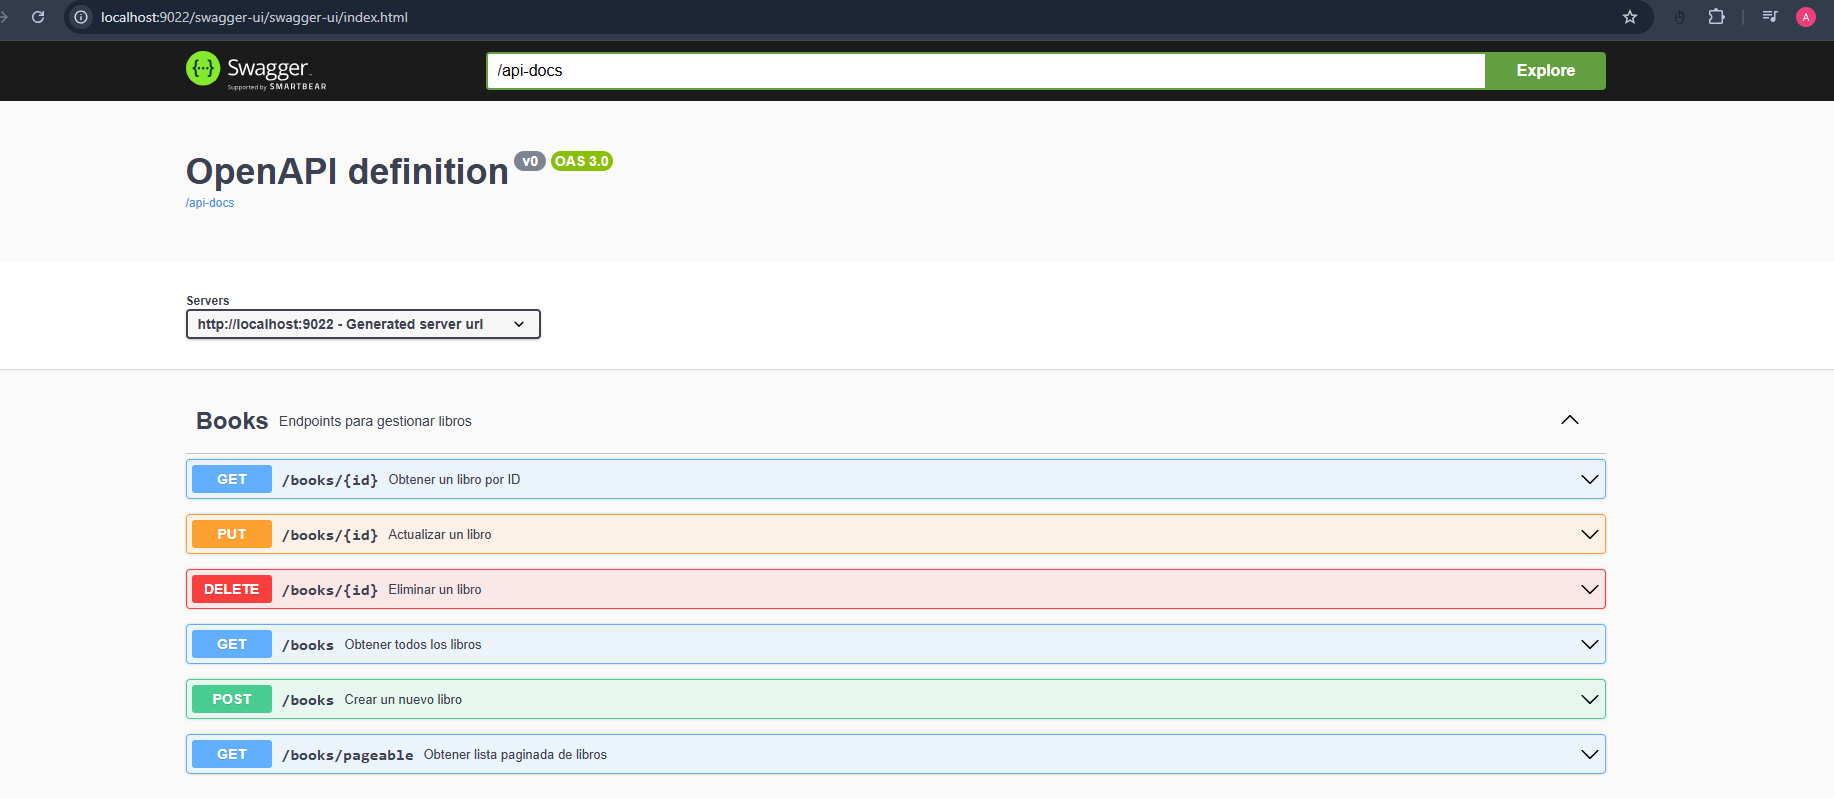 localhost:9022/swagger-ui/swagger-ui/index.html
A
{···} Swagger
Supported by SMARTBEAR
/api-docs
Explore
OpenAPI definition v0 OAS 3.0
/api-docs
Servers
http://localhost:9022 - Generated server url
Books Endpoints para gestionar libros
GET /books/{id} Obtener un libro por ID
PUT /books/{id} Actualizar un libro
DELETE /books/{id} Eliminar un libro
GET /books Obtener todos los libros
POST /books Crear un nuevo libro
GET /books/pageable Obtener lista paginada de libros